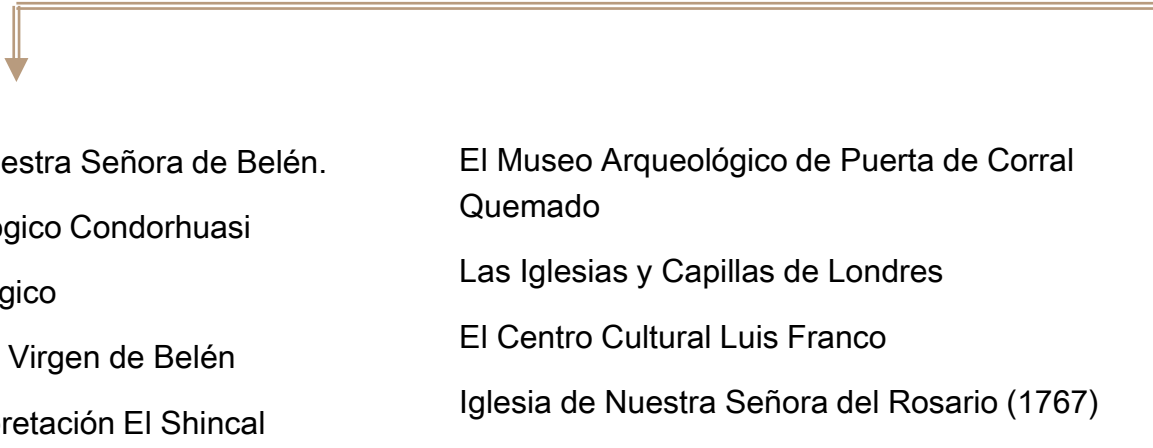 estra Señora de Belén.
ógico Condorhuasi
gico
Virgen de Belén
retación El Shincal
El Museo Arqueológico de Puerta de Corral
Quemado
Las Iglesias y Capillas de Londres
El Centro Cultural Luis Franco
Iglesia de Nuestra Señora del Rosario (1767)